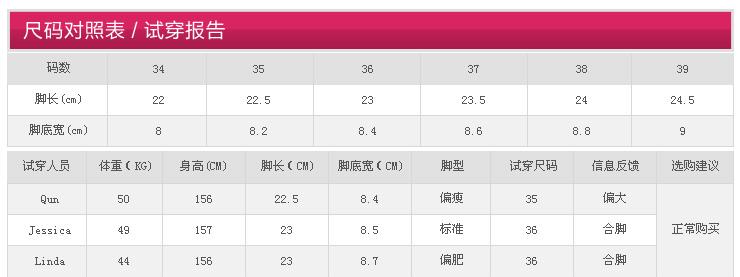 尺码对照表 / 试穿报告
码数 34 35 36 37 38 39
脚长(cm) 22 22.5 23 23.5 24 24.5
脚底宽(cm) 8 8.2 8.4 8.6 8.8 9
试穿人员 体重(KG) 身高(CM) 脚长(CM) 脚底宽(CM) 脚型 试穿尺码 信息反馈 选购建议
Qun 50 156 22.5 8.4 偏瘦 35 偏大
Jessica 49 157 23 8.5 标准 36 合脚 正常购买
Linda 44 156 23 8.7 偏肥 36 合脚